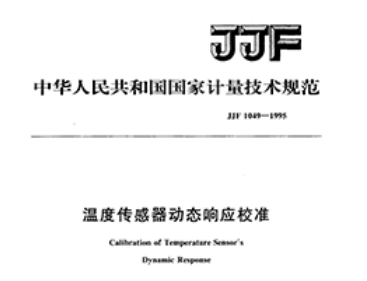 JJF
中华人民共和国国家计量技术规范
JJF 1049—1995
温度传感器动态响应校准
Calibration of Temperature Sensor's
Dynamic Response